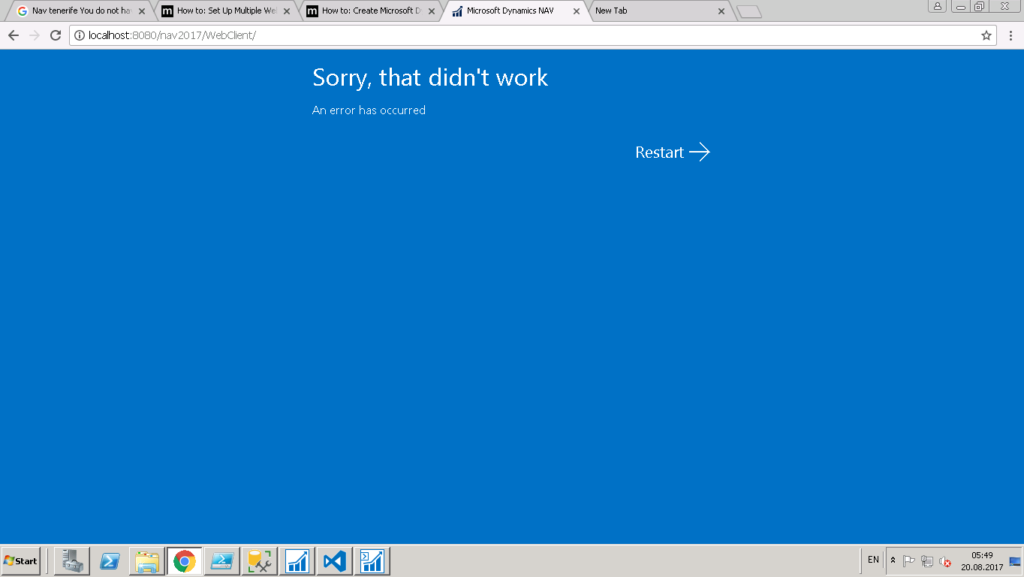 Nav tenerife You do not ha
How to: Set Up Multiple We
How to: Create Microsoft D
Microsoft Dynamics NAV
New Tab
localhost:8080/nav2017/WebClient/
Sorry, that didn't work
An error has occurred
Restart
Start
EN
05:49
20.08.2017